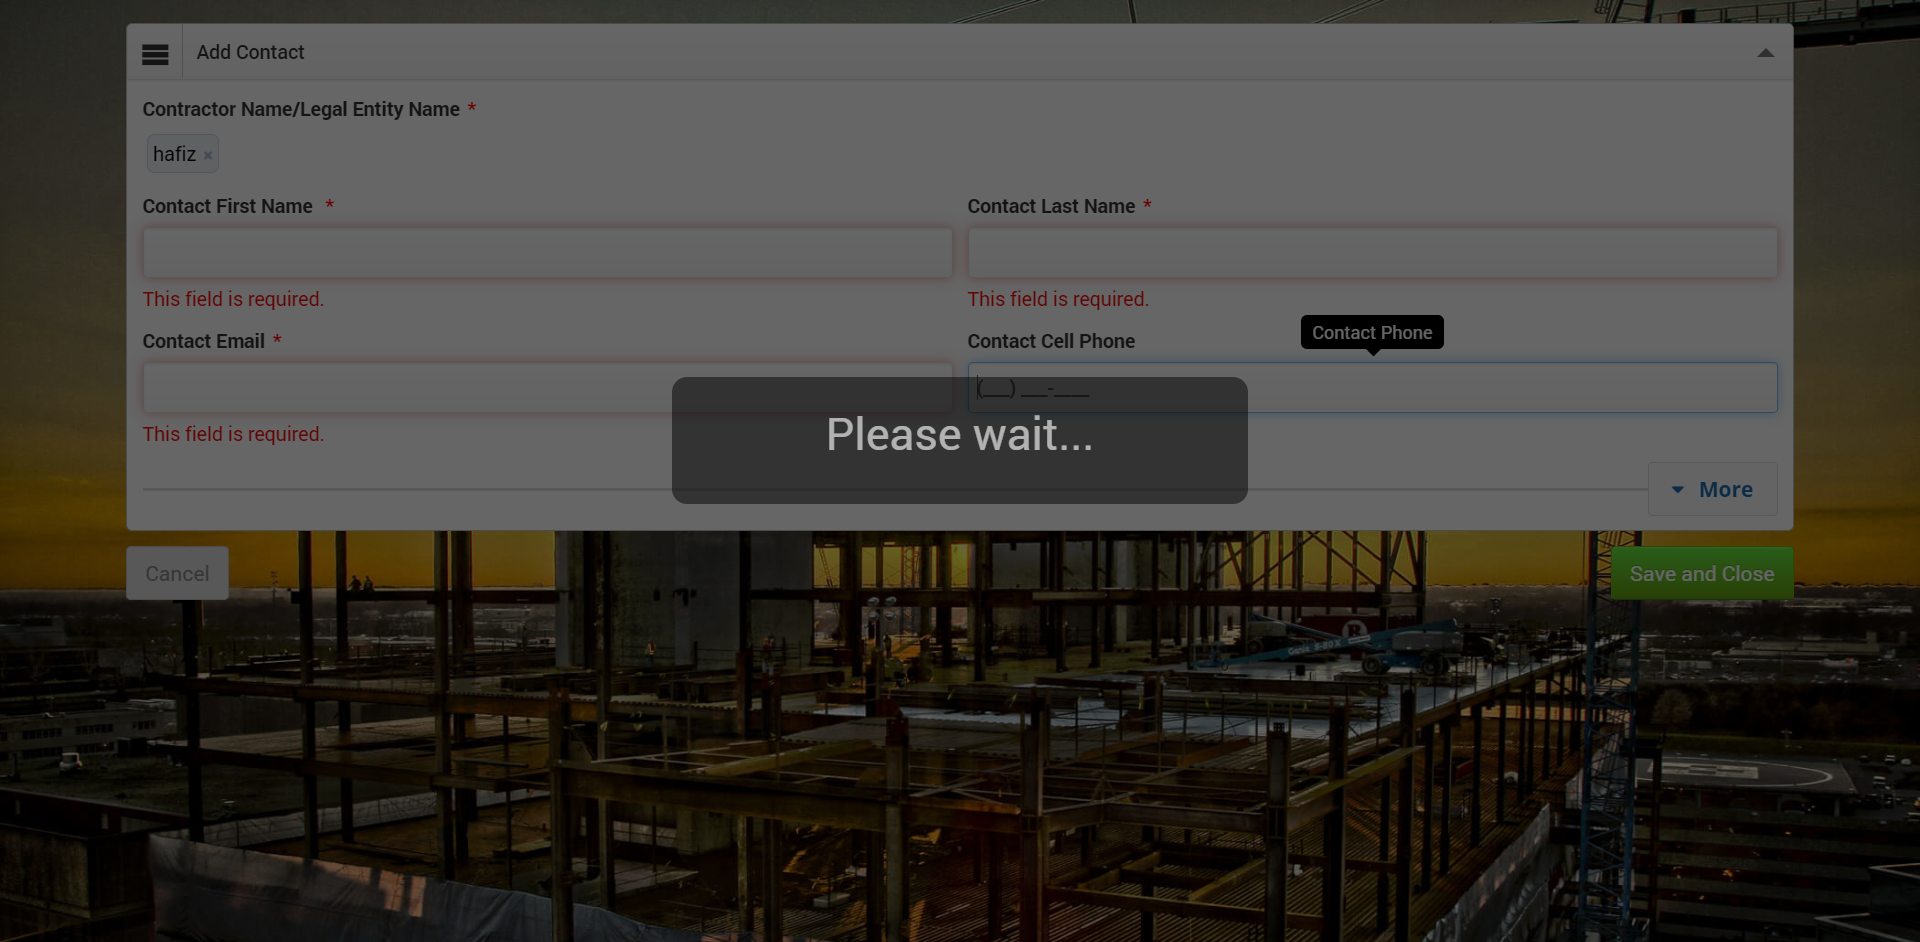 Add Contact
Contractor Name/Legal Entity Name *
hafiz ×
Contact First Name *
Contact Last Name *
This field is required.
This field is required.
Contact Email *
Contact Cell Phone
Contact Phone
(___) ___-____
Please wait...
This field is required.
More
Cancel
Save and Close
Genie S-80X